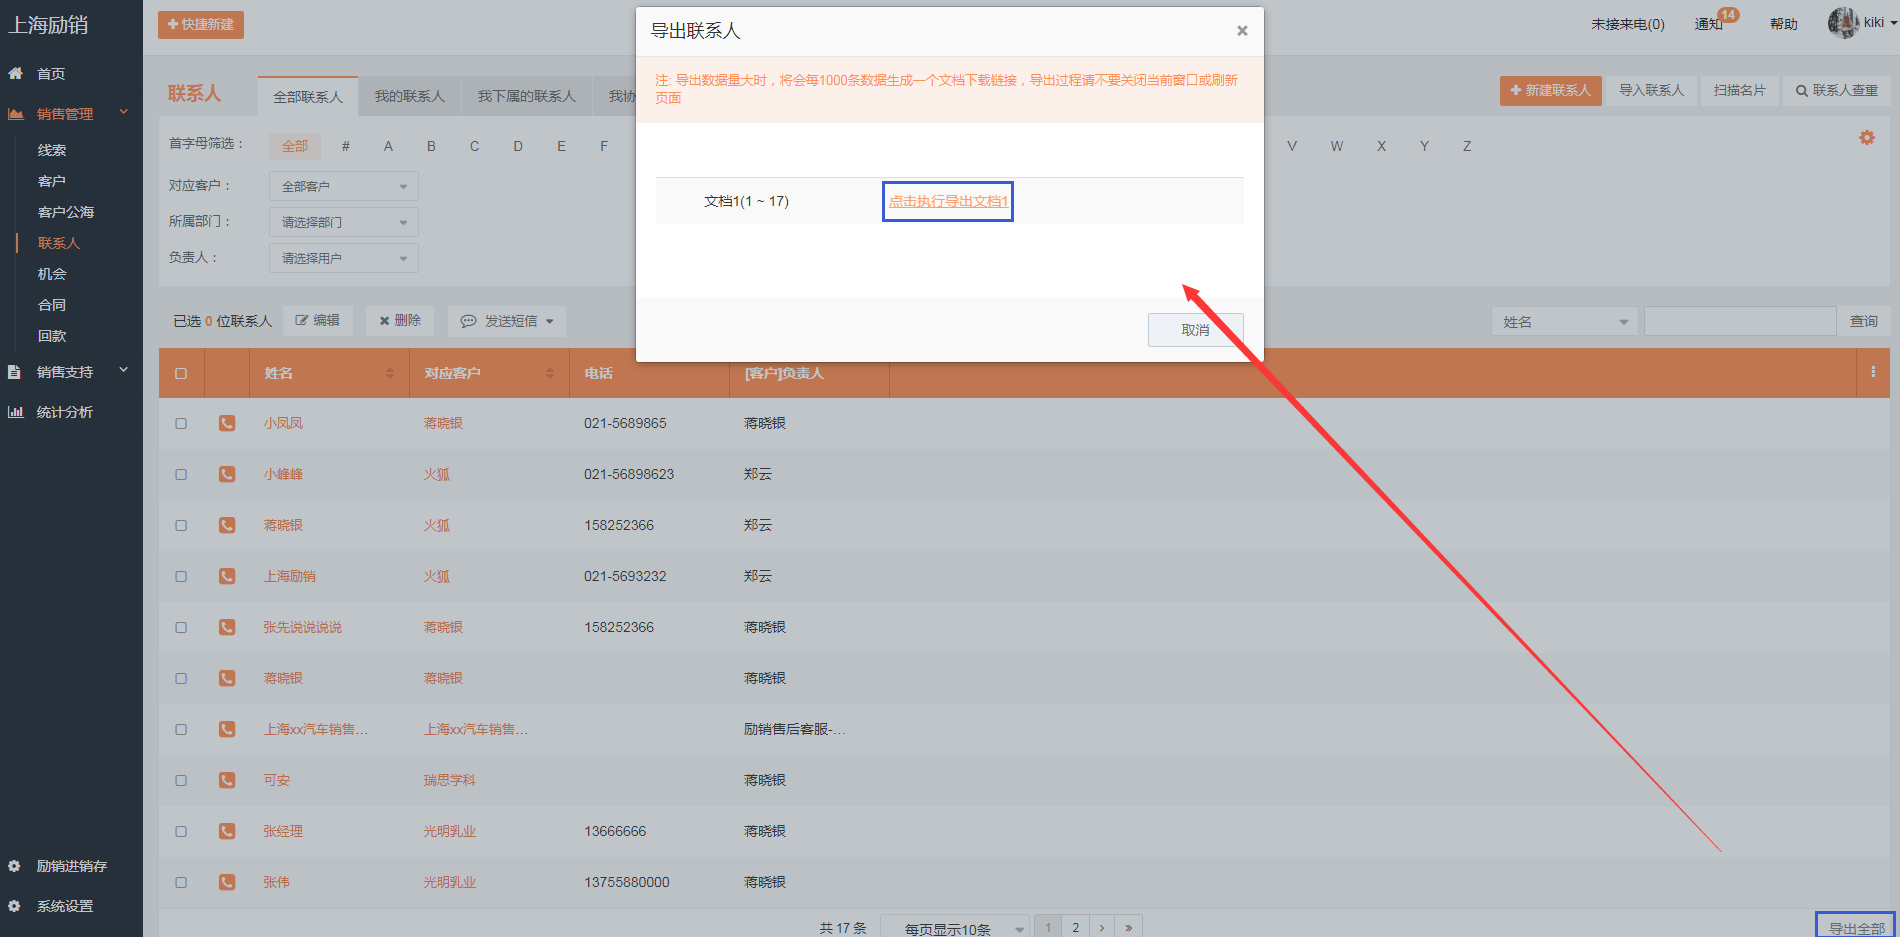 上海励销
首页
销售管理
线索
客户
客户公海
联系人
机会
合同
回款
销售支持
统计分析
励销进销存
系统设置
快捷新建
未接来电(0)
通知
14
帮助
kiki
联系人
全部联系人
我的联系人
我下属的联系人
我协
新建联系人
导入联系人
扫描名片
联系人查重
首字母筛选：
全部 # A B C D E F V W X Y Z
对应客户：
全部客户
所属部门：
请选择部门
负责人：
请选择用户
导出联系人
×
注: 导出数据量大时，将会每1000条数据生成一个文档下载链接，导出过程请不要关闭当前窗口或刷新
页面
文档1(1 ~ 17)
点击执行导出文档1
取消
已选 0 位联系人
编辑
删除
发送短信
姓名
查询
姓名 对应客户 电话 [客户]负责人
小凤凤 蒋晓银 021-5689865 蒋晓银
小峰峰 火狐 021-56898623 郑云
蒋晓银 火狐 158252366 郑云
上海励销 火狐 021-5693232 郑云
张先说说说说 蒋晓银 158252366 蒋晓银
蒋晓银 蒋晓银 蒋晓银
上海xx汽车销售… 上海xx汽车销售… 励销售后客服-…
可安 瑞思学科 蒋晓银
张经理 光明乳业 13666666 蒋晓银
张伟 光明乳业 13755880000 蒋晓银
共 17 条
每页显示10条
1 2 › »
导出全部